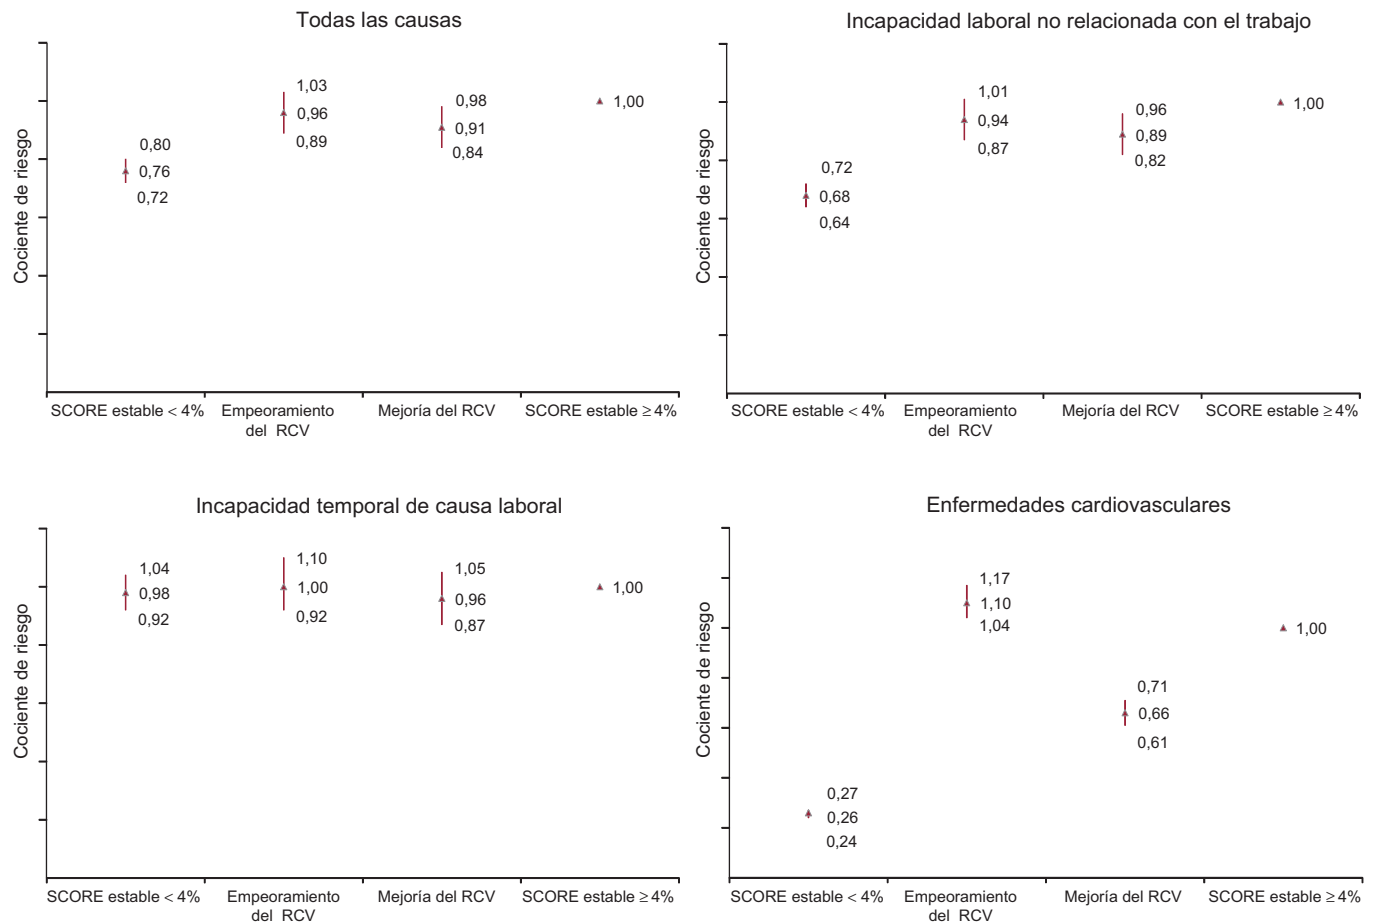 Todas las causas
Cociente de riesgo
0,80
0,76
0,72
1,03
0,96
0,89
0,98
0,91
0,84
1,00
SCORE estable < 4%
Empeoramiento
del RCV
Mejoría del RCV
SCORE estable ≥ 4%
Incapacidad laboral no relacionada con el trabajo
Cociente de riesgo
0,72
0,68
0,64
1,01
0,94
0,87
0,96
0,89
0,82
1,00
SCORE estable < 4%
Empeoramiento
del RCV
Mejoría del RCV
SCORE estable ≥ 4%
Incapacidad temporal de causa laboral
Cociente de riesgo
1,04
0,98
0,92
1,10
1,00
0,92
1,05
0,96
0,87
1,00
SCORE estable < 4%
Empeoramiento
del RCV
Mejoría del RCV
SCORE estable ≥ 4%
Enfermedades cardiovasculares
Cociente de riesgo
0,27
0,26
0,24
1,17
1,10
1,04
0,71
0,66
0,61
1,00
SCORE estable < 4%
Empeoramiento
del RCV
Mejoría del RCV
SCORE estable ≥ 4%